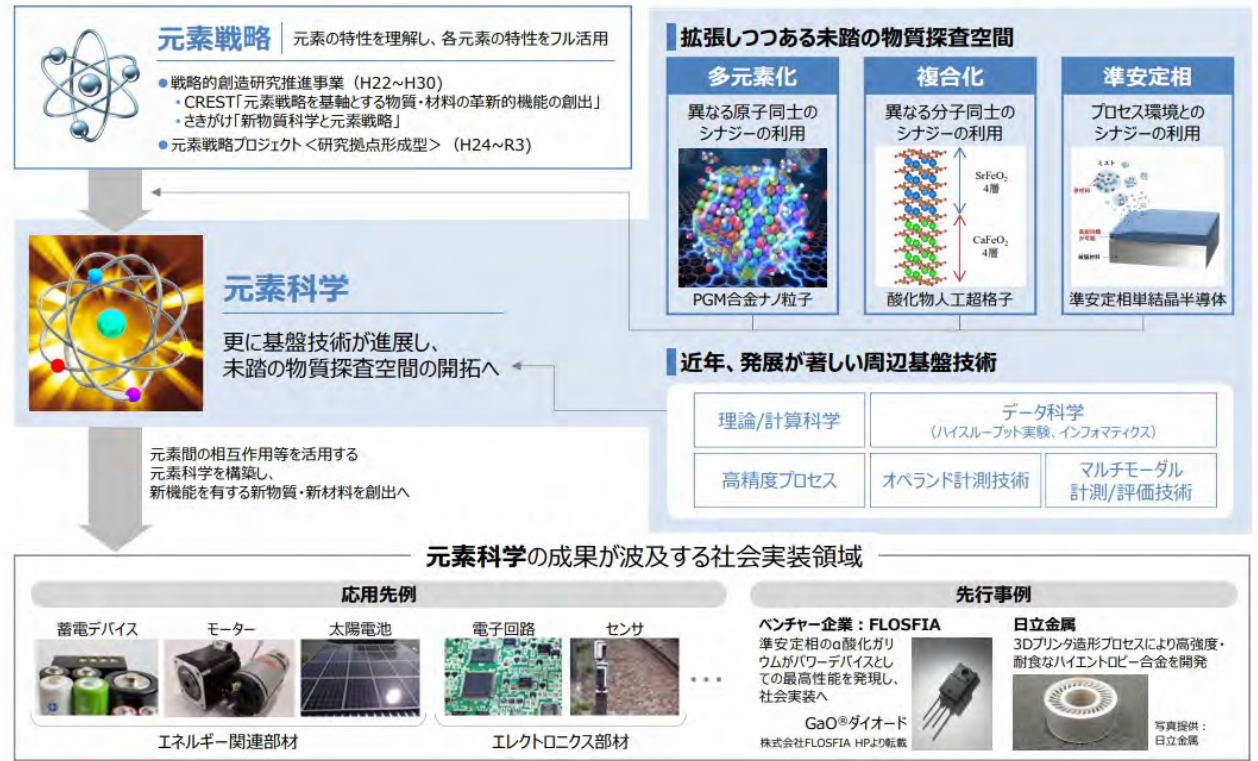 元素戦略
元素の特性を理解し、各元素の特性をフル活用
●戦略的創造研究推進事業（H22~H30）
・CREST「元素戦略を基軸とする物質・材料の革新的機能の創出」
・さきがけ「新物質科学と元素戦略」
●元素戦略プロジェクト＜研究拠点形成型＞（H24~R3）
拡張しつつある未踏の物質探査空間
多元素化
異なる原子同士の
シナジーの利用
PGM合金ナノ粒子
複合化
異なる分子同士の
シナジーの利用
SrFeO₂
4層
CaFeO₂
4層
酸化物人工超格子
準安定相
プロセス環境との
シナジーの利用
ミスト
準安定相単結晶半導体
元素科学
更に基盤技術が進展し、
未踏の物質探査空間の開拓へ
近年、発展が著しい周辺基盤技術
理論/計算科学
データ科学
（ハイスループット実験、インフォマティクス）
高精度プロセス
オペランド計測技術
マルチモーダル
計測/評価技術
元素間の相互作用等を活用する
元素科学を構築し、
新機能を有する新物質・新材料を創出へ
元素科学の成果が波及する社会実装領域
応用先例
蓄電デバイス
モーター
太陽電池
電子回路
センサ
・・・
エネルギー関連部材
エレクトロニクス部材
先行事例
ベンチャー企業：FLOSFIA
準安定相のα酸化ガリ
ウムがパワーデバイスとし
ての最高性能を発現し、
社会実装へ
GaO®ダイオード
株式会社FLOSFIA HPより転載
日立金属
3Dプリンタ造形プロセスにより高強度・
耐食なハイエントロピー合金を開発
写真提供：
日立金属